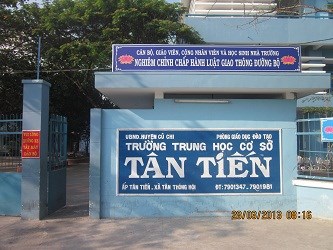 CÁN BỘ, GIÁO VIÊN, CÔNG NHÂN VIÊN VÀ HỌC SINH NHÀ TRƯỜNG
NGHIÊM CHỈNH CHẤP HÀNH LUẬT GIAO THÔNG ĐƯỜNG BỘ
UBND.HUYỆN CỦ CHI PHÒNG GIÁO DỤC ĐÀO TẠO
TRƯỜNG TRUNG HỌC CƠ SỞ
TÂN TIẾN
ẤP TÂN TIẾN . XÃ TÂN THÔNG HỘI ĐT: 7901347 . 7901981
29/08/2013 09:16